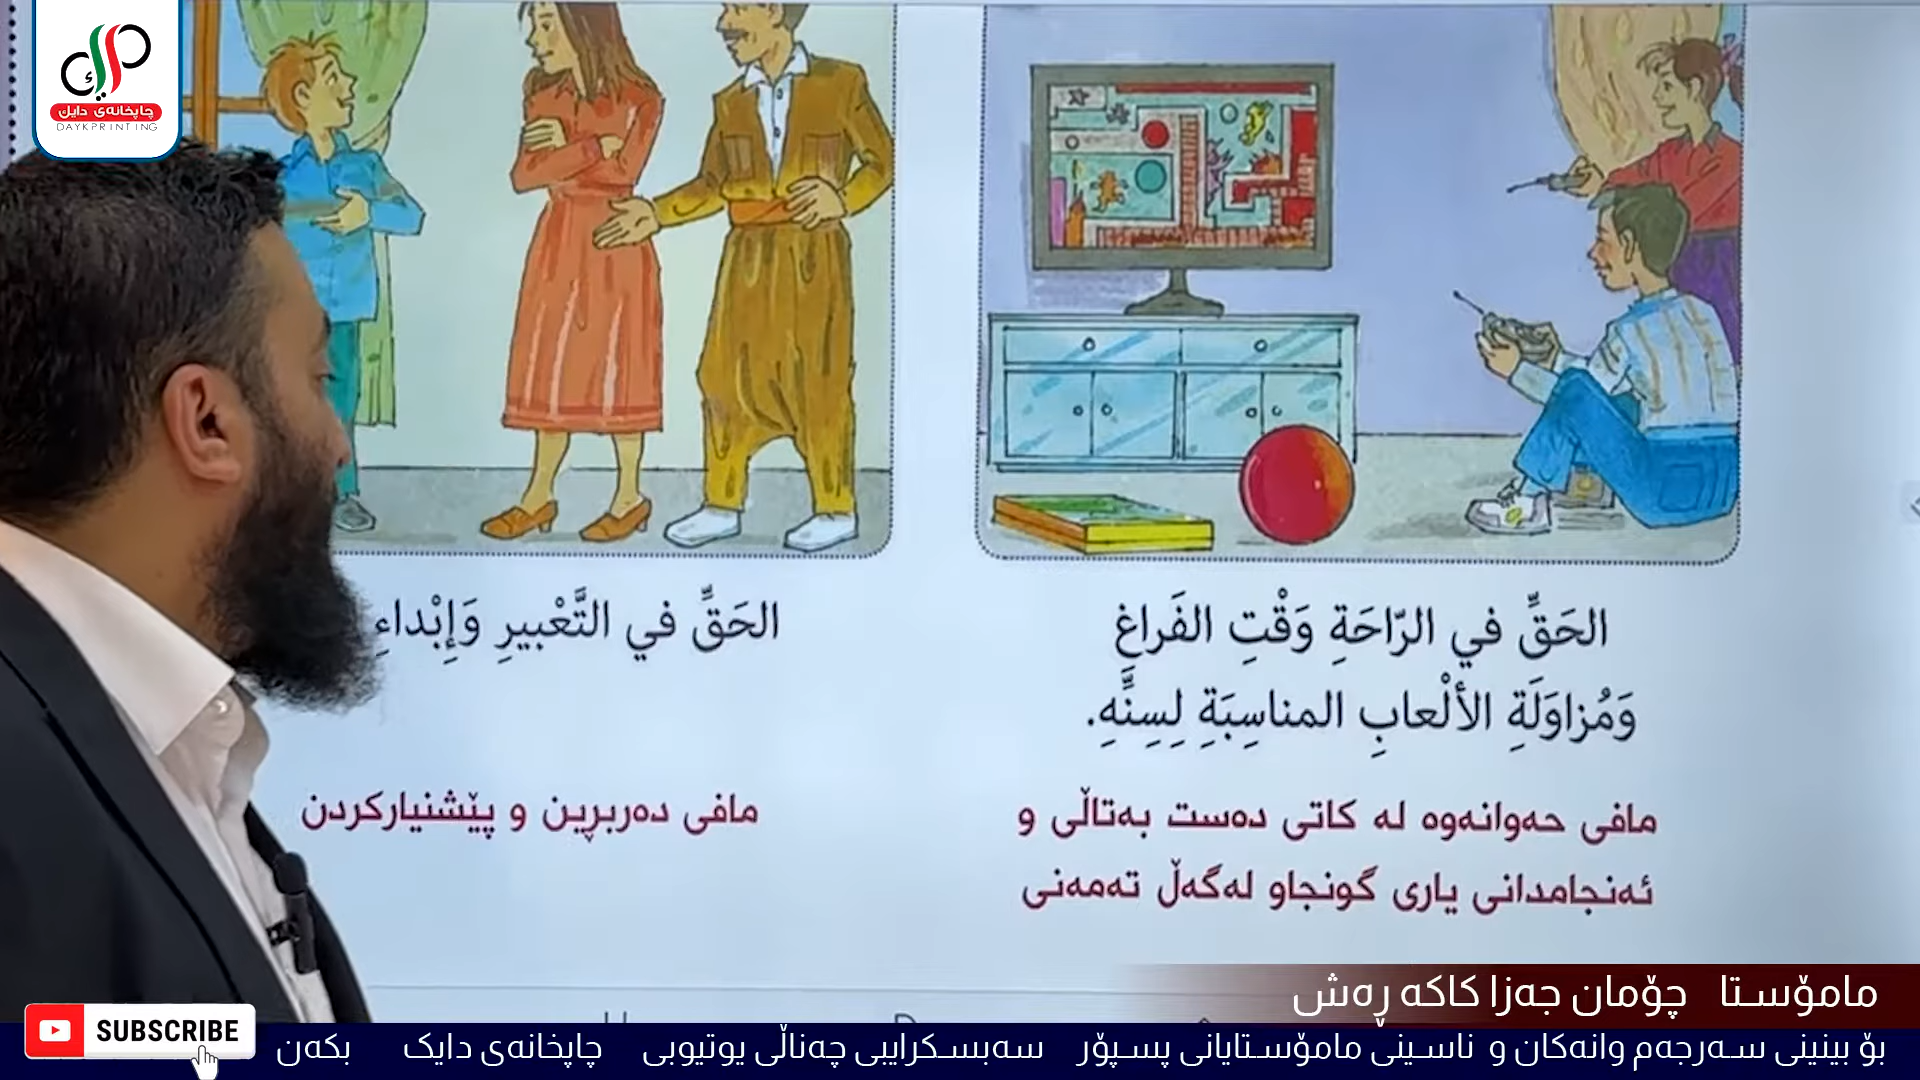 چاپخانەی دایك
DAYKPRINTING
الحَقِّ في الرّاحَةِ وَقْتِ الفَراغِ
وَمُزاوَلَةِ الألْعابِ المناسِبَةِ لِسِنِّهِ.
مافی حەوانەوە لە کاتی دەست بەتاڵی و
ئەنجامدانی یاری گونجاو لەگەڵ تەمەنی
الحَقِّ في التَّعْبيرِ وَإِبْداءِ
مافی دەربڕین و پێشنیارکردن
مامۆستا چۆمان جەزا کاکە ڕەش
SUBSCRIBE
بۆ بینینی سەرجەم وانەکان و ناسینی مامۆستایانی پسپۆر سەبسکرایبی چەناڵی یوتیوبی چاپخانەی دایک بکەن